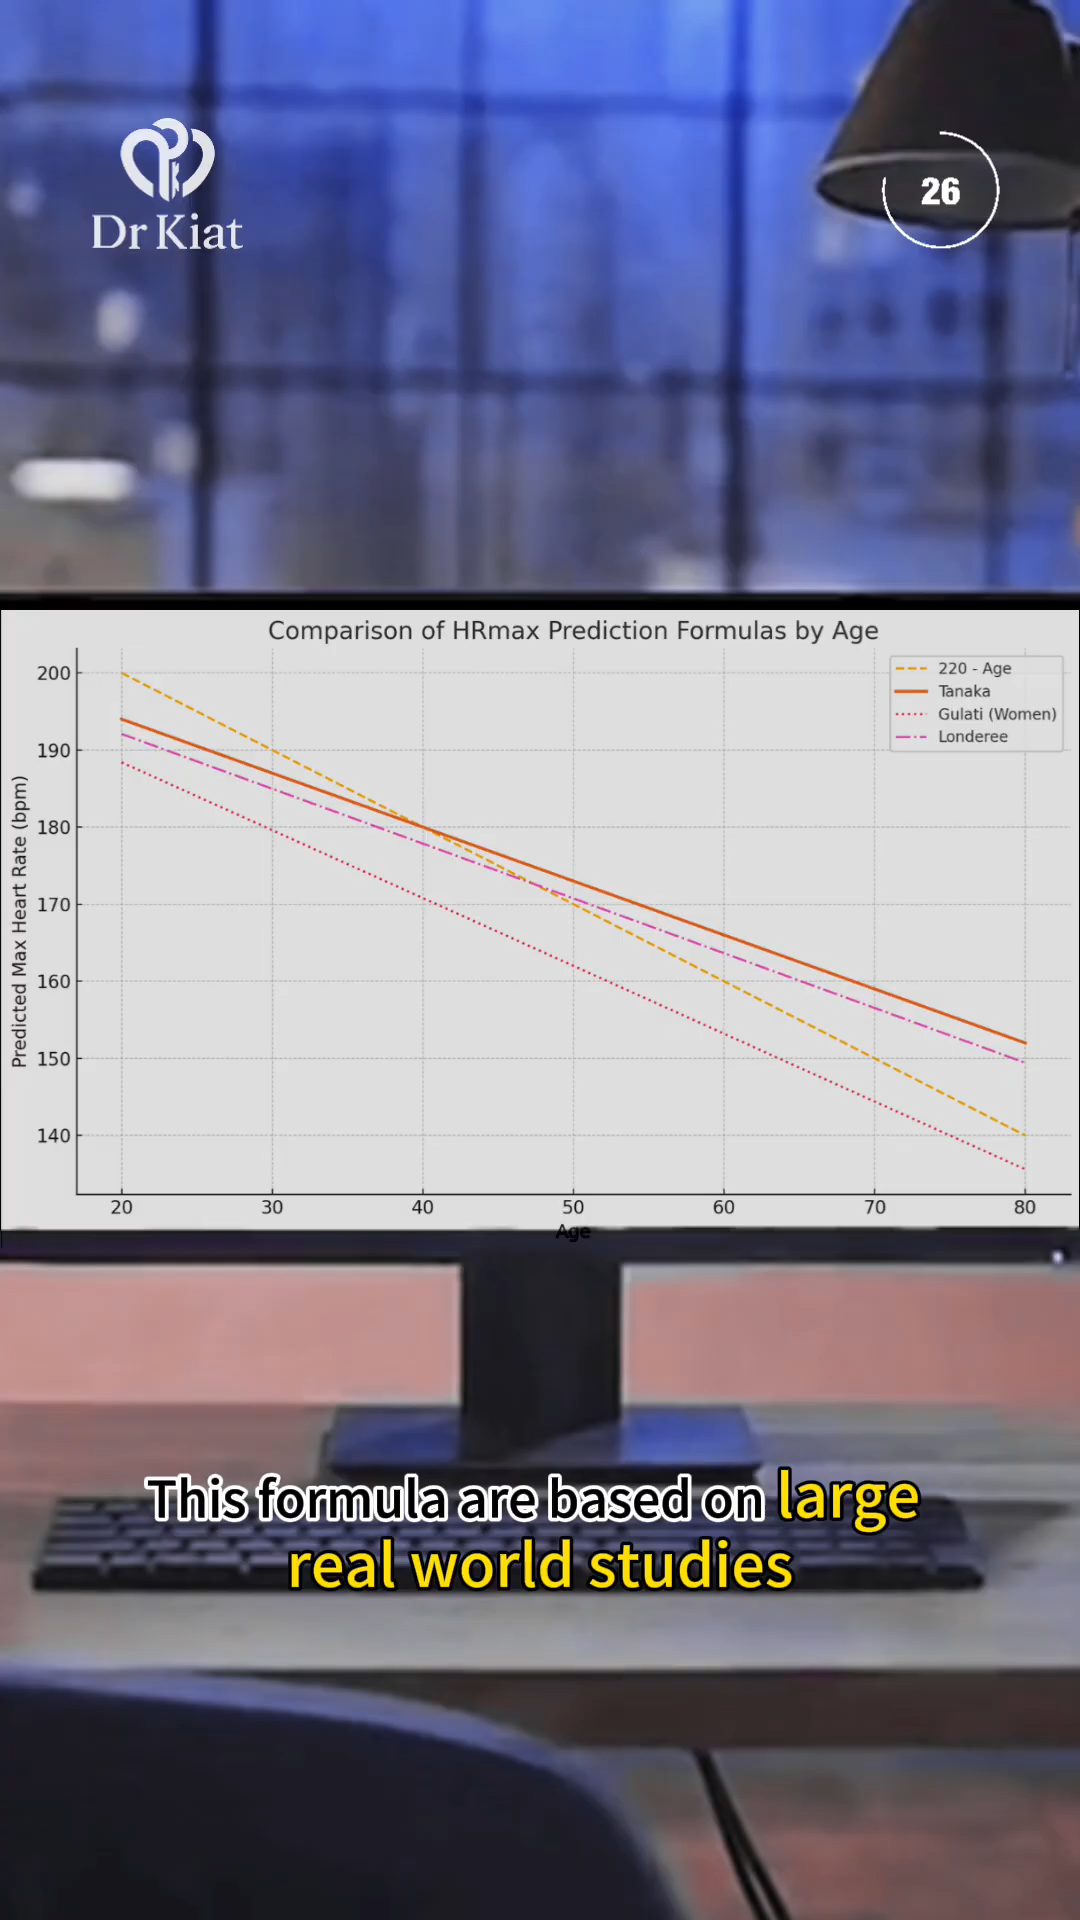 Dr Kiat
26
Comparison of HRmax Prediction Formulas by Age
220 - Age
Tanaka
Gulati (Women)
Londeree
Predicted Max Heart Rate (bpm)
200
190
180
170
160
150
140
20 30 40 50 60 70 80
Age
This formula are based on large
real world studies